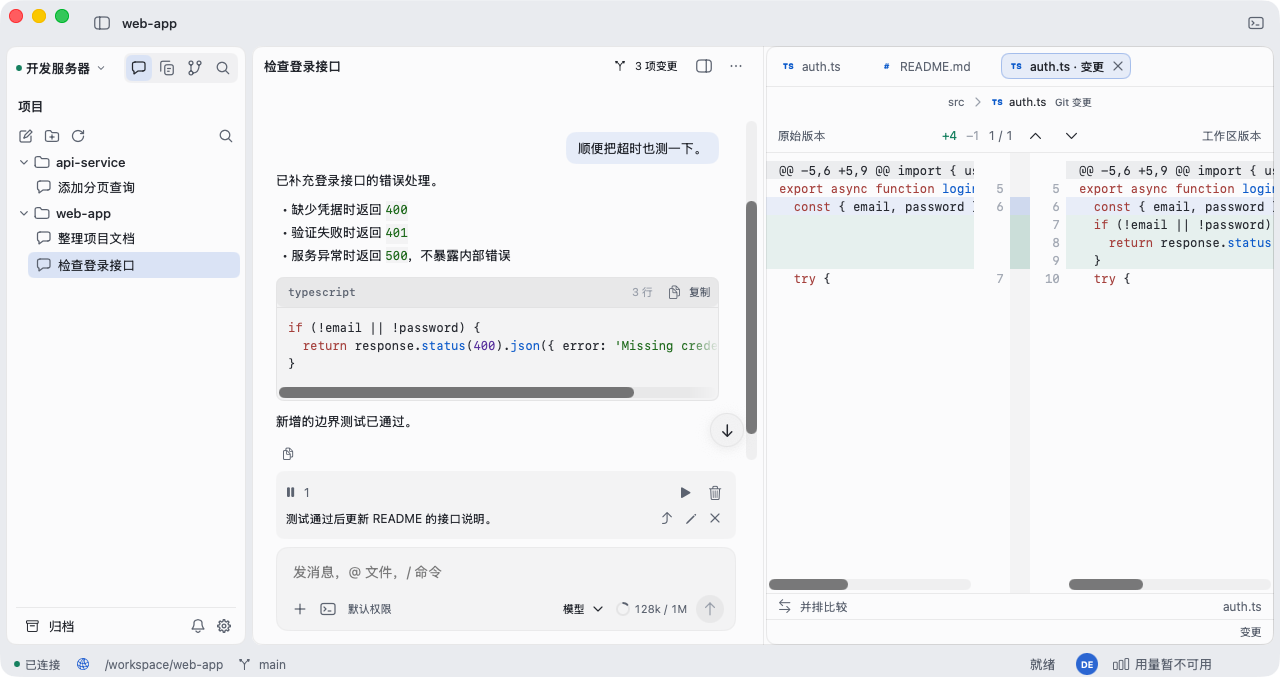 web-app
开发服务器
项目
api-service
添加分页查询
web-app
整理项目文档
检查登录接口
归档
检查登录接口
3 项变更
顺便把超时也测一下。
已补充登录接口的错误处理。
• 缺少凭据时返回 400
• 验证失败时返回 401
• 服务异常时返回 500，不暴露内部错误
typescript
3 行
复制
if (!email || !password) {
return response.status(400).json({ error: 'Missing crede
}
新增的边界测试已通过。
1
测试通过后更新 README 的接口说明。
发消息，@ 文件，/ 命令
默认权限
模型
128k / 1M
TS auth.ts
# README.md
TS auth.ts · 变更
src > TS auth.ts Git 变更
原始版本
+4 −1 1 / 1
工作区版本
@@ −5,6 +5,9 @@ import { us
export async function login 5
const { email, password } 6
try { 7
@@ −5,6 +5,9 @@ import { us
5 export async function login
6 const { email, password
7 if (!email || !password)
8 return response.status
9 }
10 try {
并排比较
auth.ts
变更
已连接
/workspace/web-app
main
就绪
DE
用量暂不可用